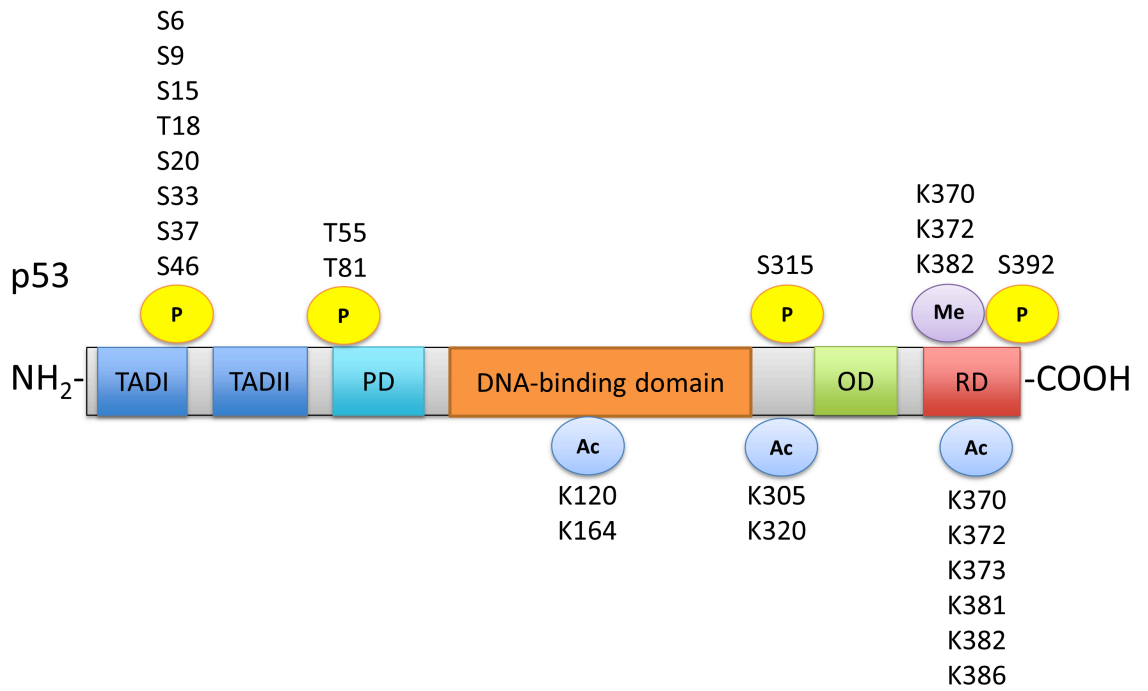 S6
S9
S15
T18
S20
S33
S37
S46
T55
T81
S315
K370
K372
K382
S392
p53
P
P
P
Me
P
NH2-
TADI
TADII
PD
DNA-binding domain
OD
RD
-COOH
Ac
Ac
Ac
K120
K164
K305
K320
K370
K372
K373
K381
K382
K386